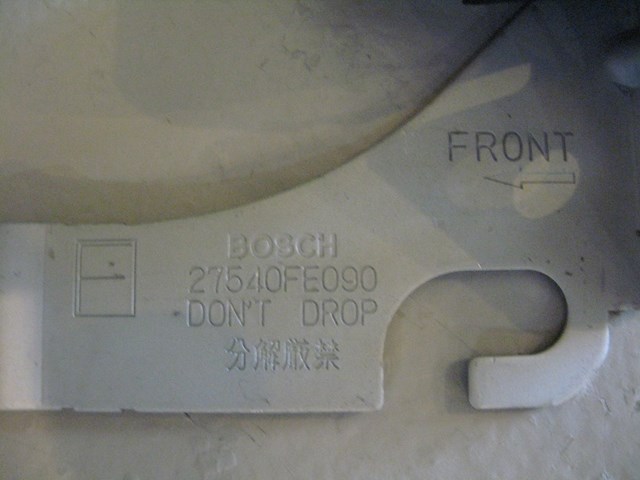 FRONT
BOSCH
27540FE090
DON'T DROP
分解厳禁